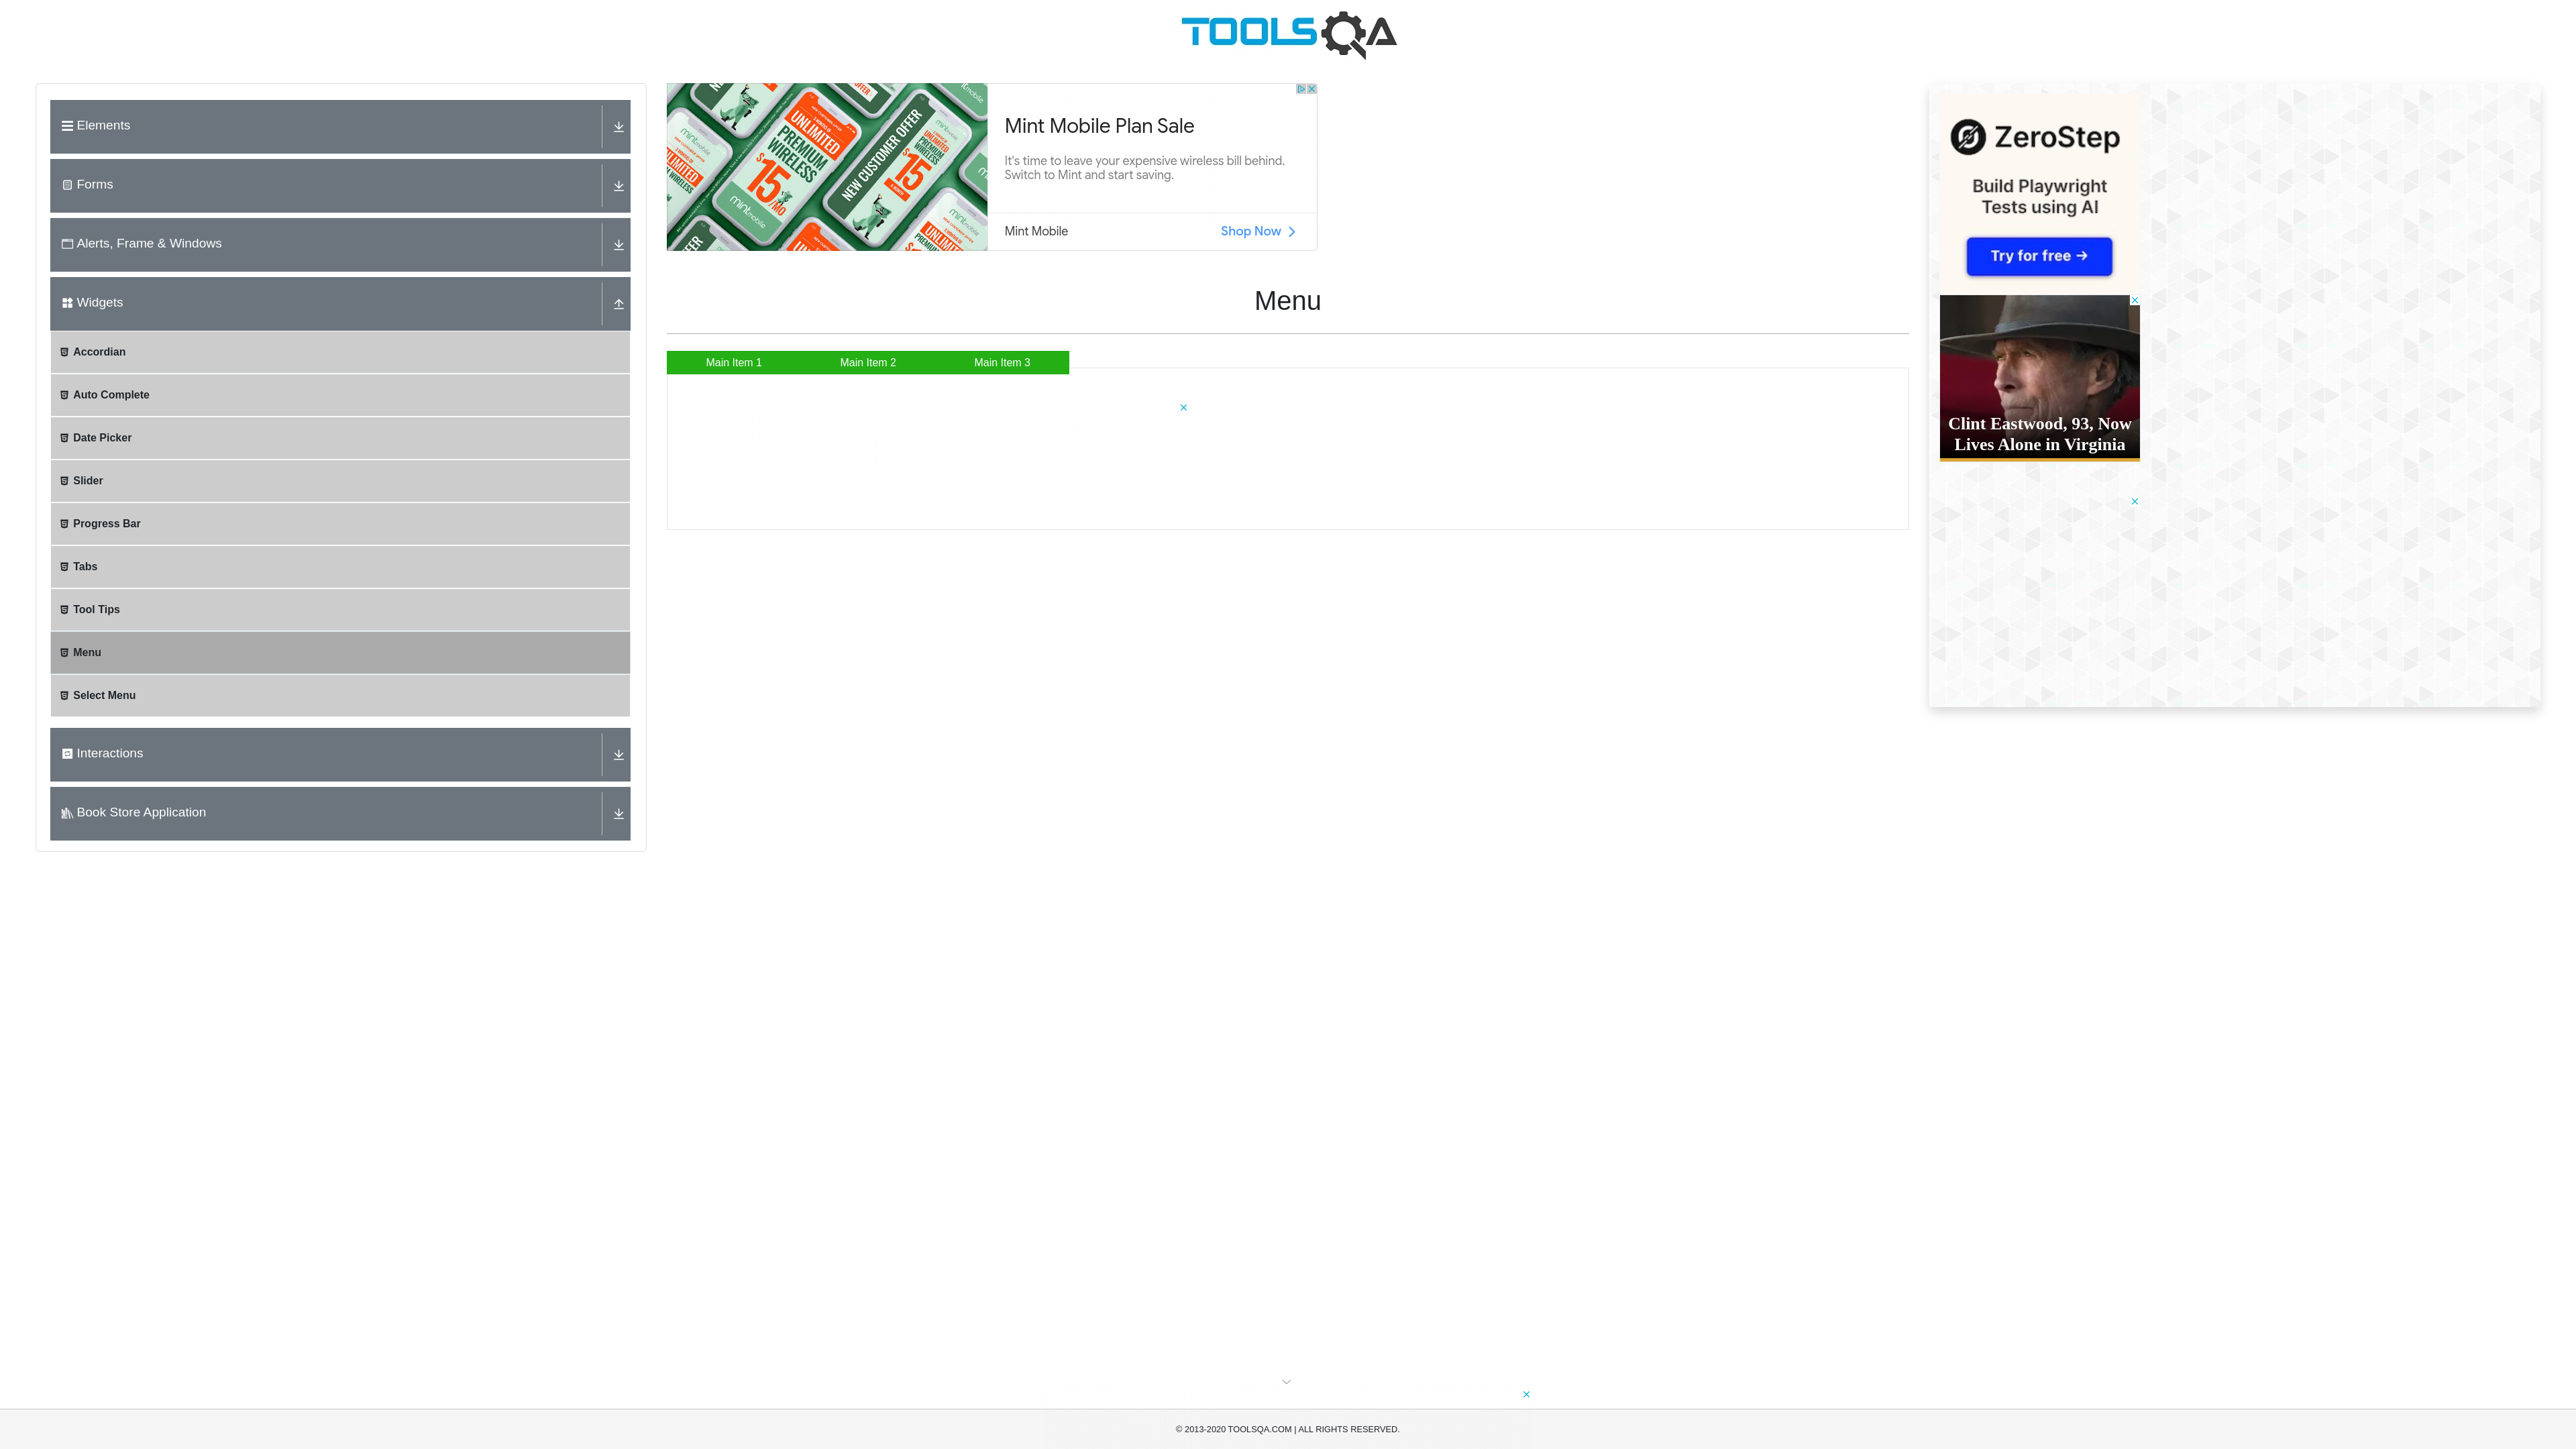 TOOLSQA
Elements
Forms
Alerts, Frame & Windows
Widgets
Accordian
Auto Complete
Date Picker
Slider
Progress Bar
Tabs
Tool Tips
Menu
Select Menu
Interactions
Book Store Application
UNLIMITED
PREMIUM
WIRELESS
$15/MO
mint mobile
NEW CUSTOMER OFFER
Mint Mobile Plan Sale
It's time to leave your expensive wireless bill behind.
Switch to Mint and start saving.
Mint Mobile
Shop Now
Menu
Main Item 1
Main Item 2
Main Item 3
ZeroStep
Build Playwright
Tests using AI
Try for free →
Clint Eastwood, 93, Now
Lives Alone in Virginia
© 2013-2020 TOOLSQA.COM | ALL RIGHTS RESERVED.